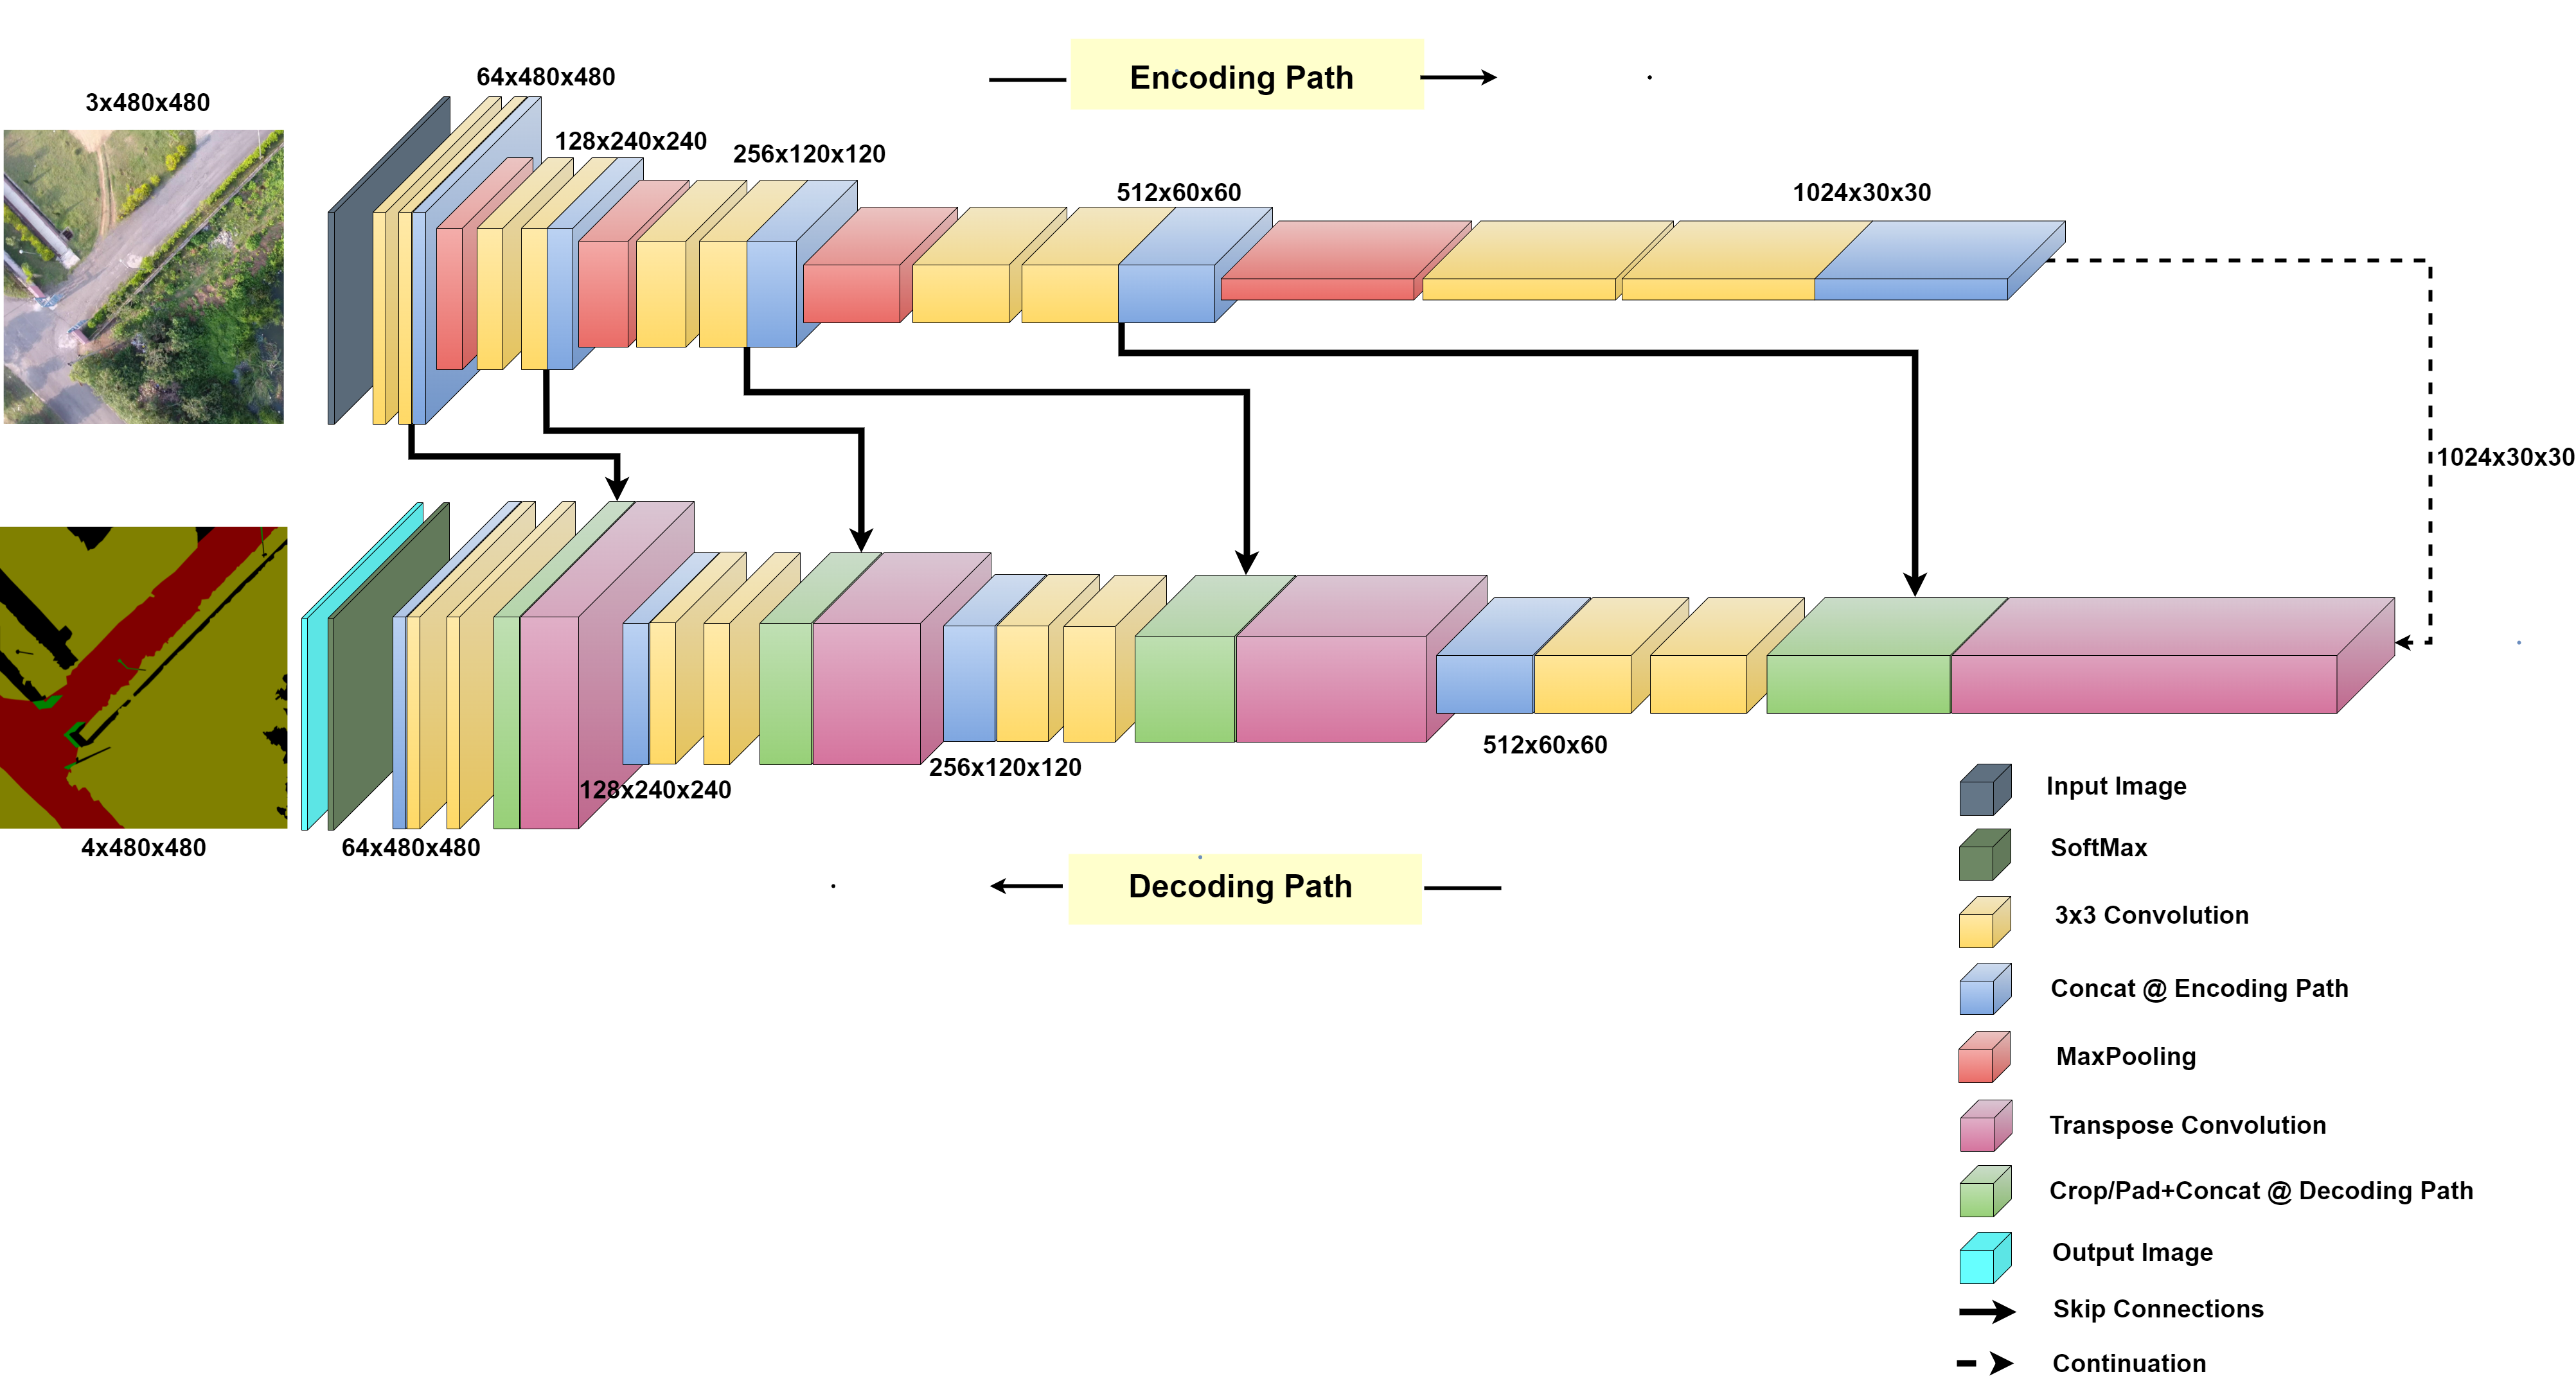 Encoding Path
3x480x480
64x480x480
128x240x240
256x120x120
512x60x60
1024x30x30
1024x30x30
512x60x60
256x120x120
128x240x240
64x480x480
4x480x480
Decoding Path
Input Image
SoftMax
3x3 Convolution
Concat @ Encoding Path
MaxPooling
Transpose Convolution
Crop/Pad+Concat @ Decoding Path
Output Image
Skip Connections
Continuation